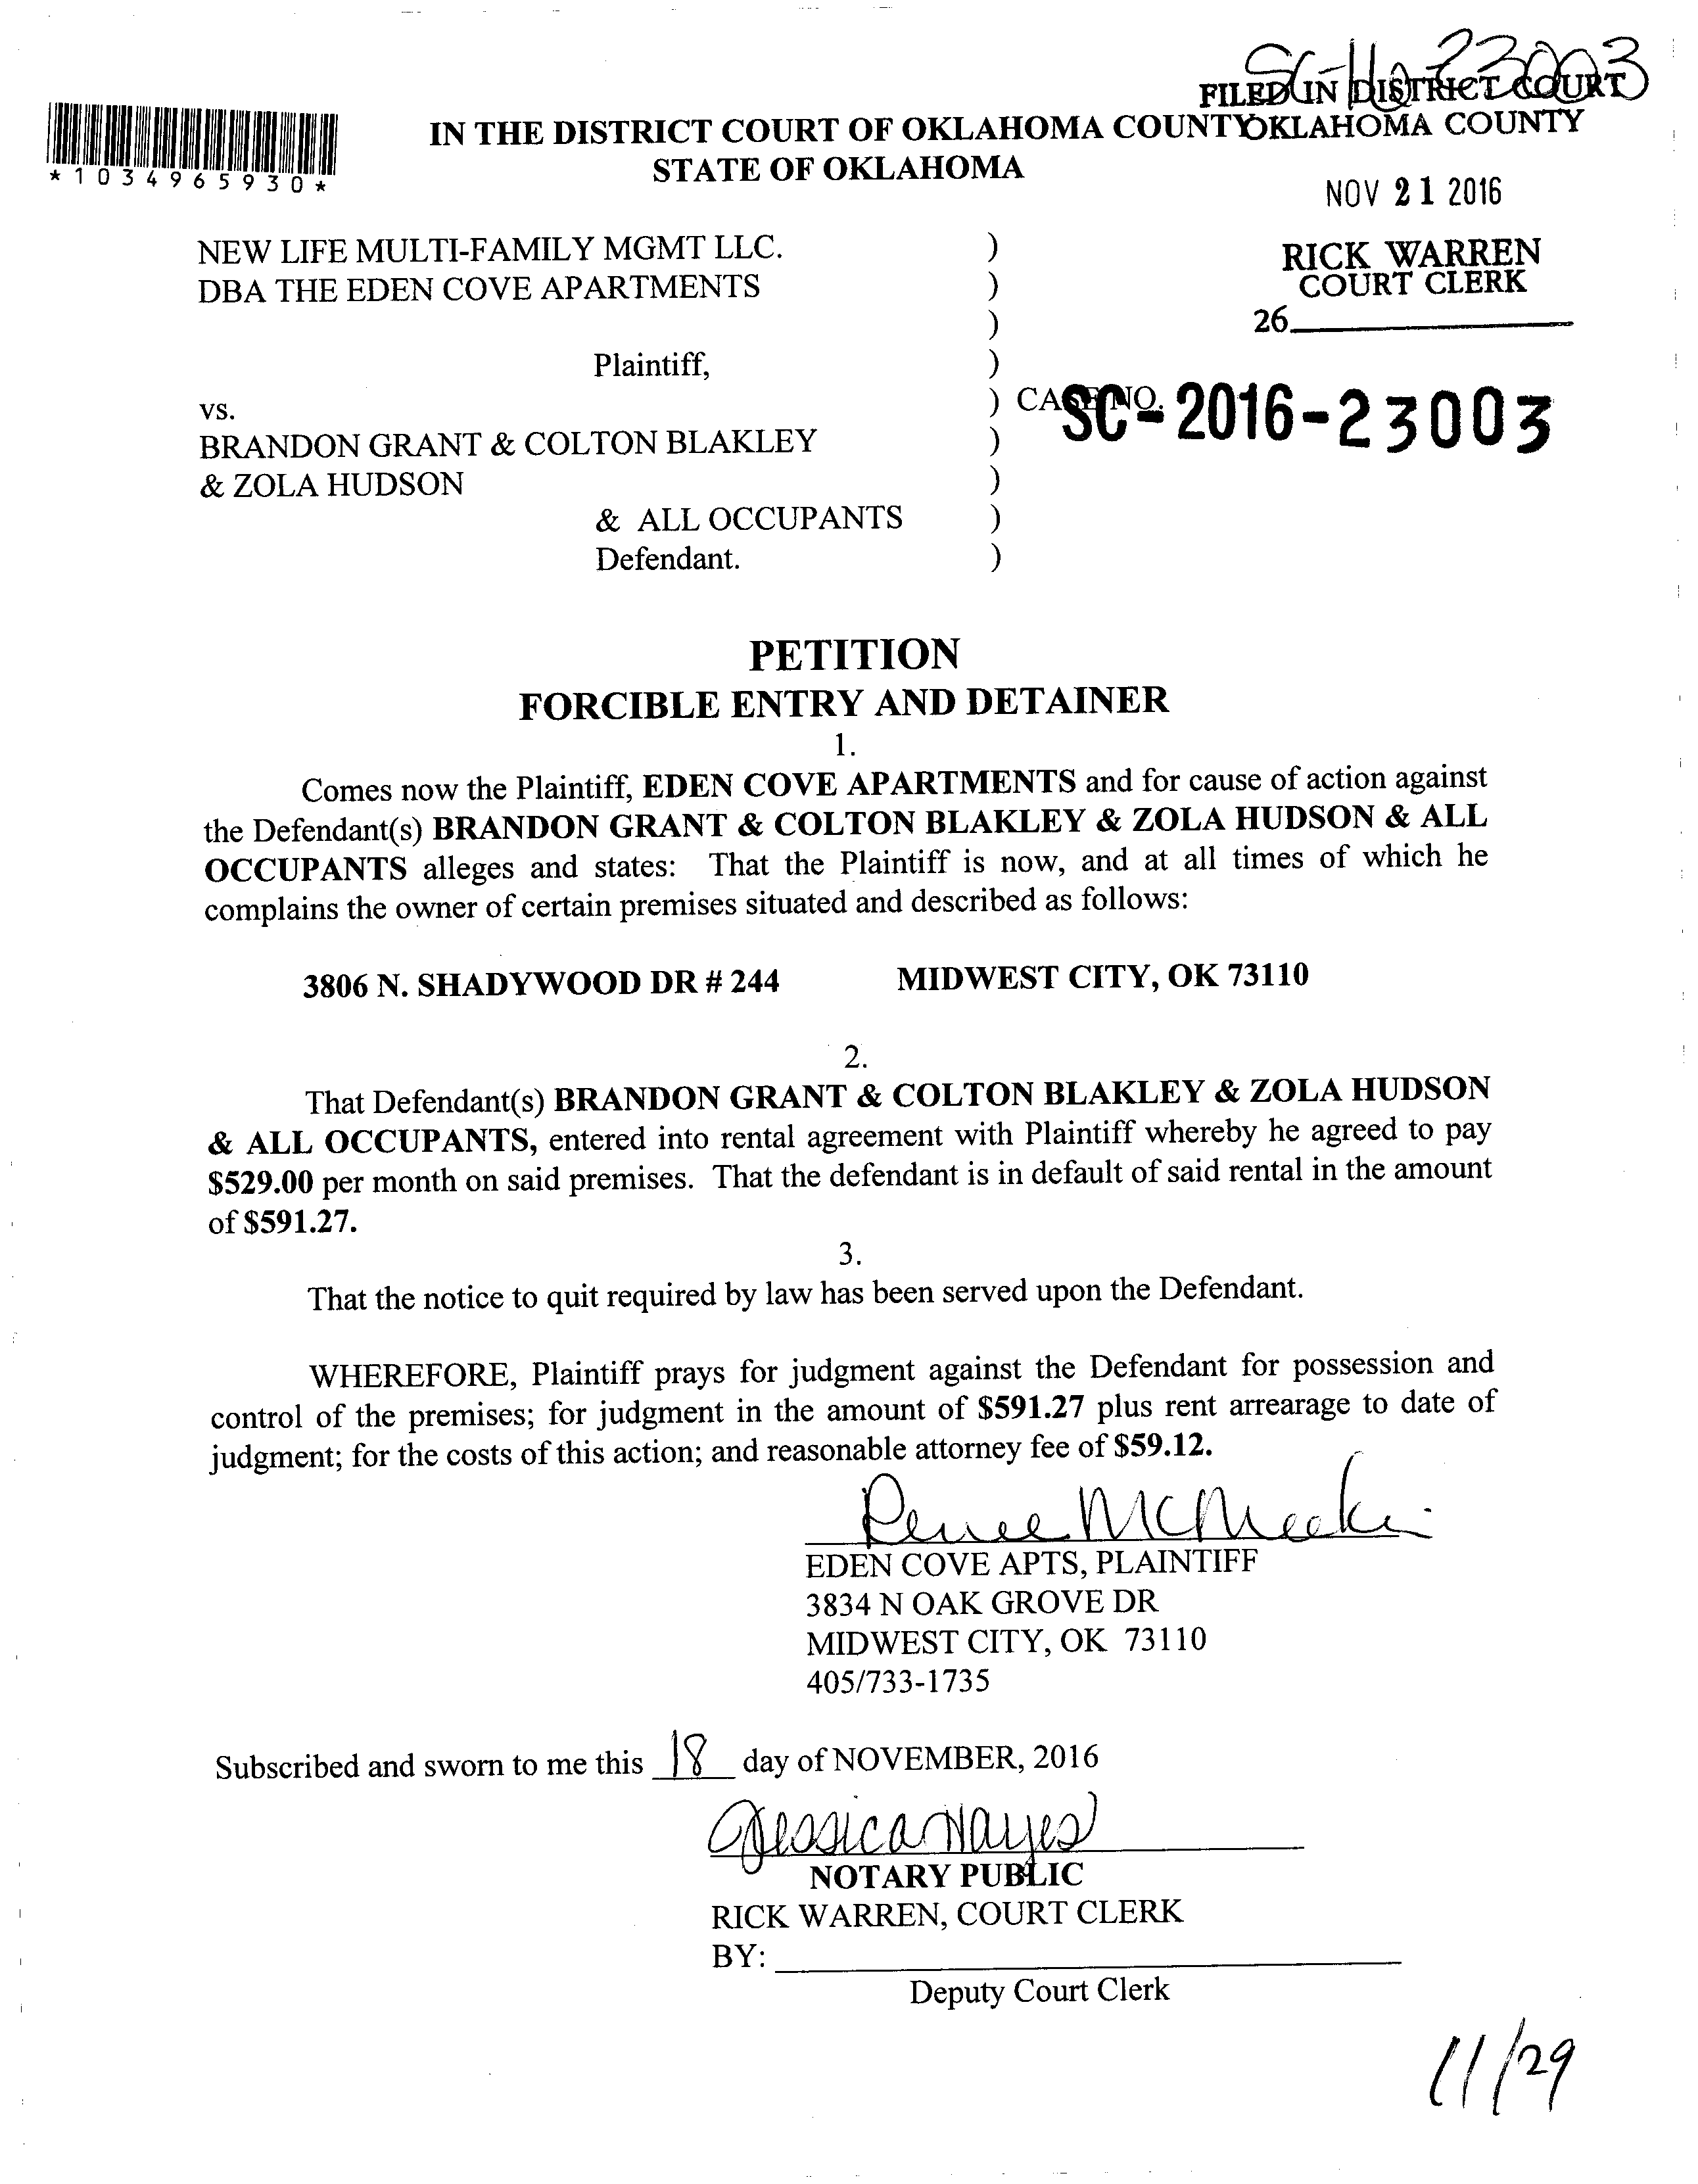 SC-16-23003
FILED IN DISTRICT COURT
OKLAHOMA COUNTY
IN THE DISTRICT COURT OF OKLAHOMA COUNTY
STATE OF OKLAHOMA
*1034965930*
NOV 21 2016
RICK WARREN
COURT CLERK
26
NEW LIFE MULTI-FAMILY MGMT LLC. )
DBA THE EDEN COVE APARTMENTS )
)
Plaintiff, )
vs. ) CASE NO. SC-2016-23003
BRANDON GRANT & COLTON BLAKLEY )
& ZOLA HUDSON )
& ALL OCCUPANTS )
Defendant. )
PETITION
FORCIBLE ENTRY AND DETAINER
1.
Comes now the Plaintiff, EDEN COVE APARTMENTS and for cause of action against
the Defendant(s) BRANDON GRANT & COLTON BLAKLEY & ZOLA HUDSON & ALL
OCCUPANTS alleges and states: That the Plaintiff is now, and at all times of which he
complains the owner of certain premises situated and described as follows:
3806 N. SHADYWOOD DR # 244 MIDWEST CITY, OK 73110
2.
That Defendant(s) BRANDON GRANT & COLTON BLAKLEY & ZOLA HUDSON
& ALL OCCUPANTS, entered into rental agreement with Plaintiff whereby he agreed to pay
$529.00 per month on said premises. That the defendant is in default of said rental in the amount
of $591.27.
3.
That the notice to quit required by law has been served upon the Defendant.
WHEREFORE, Plaintiff prays for judgment against the Defendant for possession and
control of the premises; for judgment in the amount of $591.27 plus rent arrearage to date of
judgment; for the costs of this action; and reasonable attorney fee of $59.12.
Renee McMeekin
EDEN COVE APTS, PLAINTIFF
3834 N OAK GROVE DR
MIDWEST CITY, OK 73110
405/733-1735
Subscribed and sworn to me this 18 day of NOVEMBER, 2016
Jessica Hayes
NOTARY PUBLIC
RICK WARREN, COURT CLERK
BY:
Deputy Court Clerk
11/29